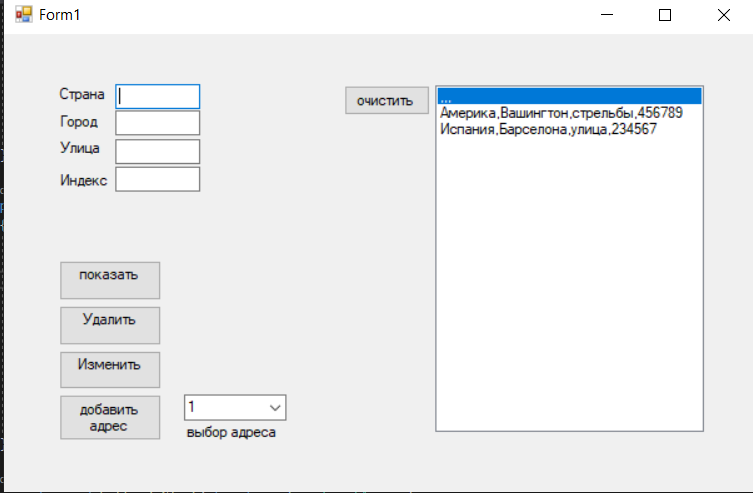 Form1
Страна
Город
Улица
Индекс
очистить
...
Америка,Вашингтон,стрельбы,456789
Испания,Барселона,улица,234567
показать
Удалить
Изменить
добавить
адрес
1
выбор адреса